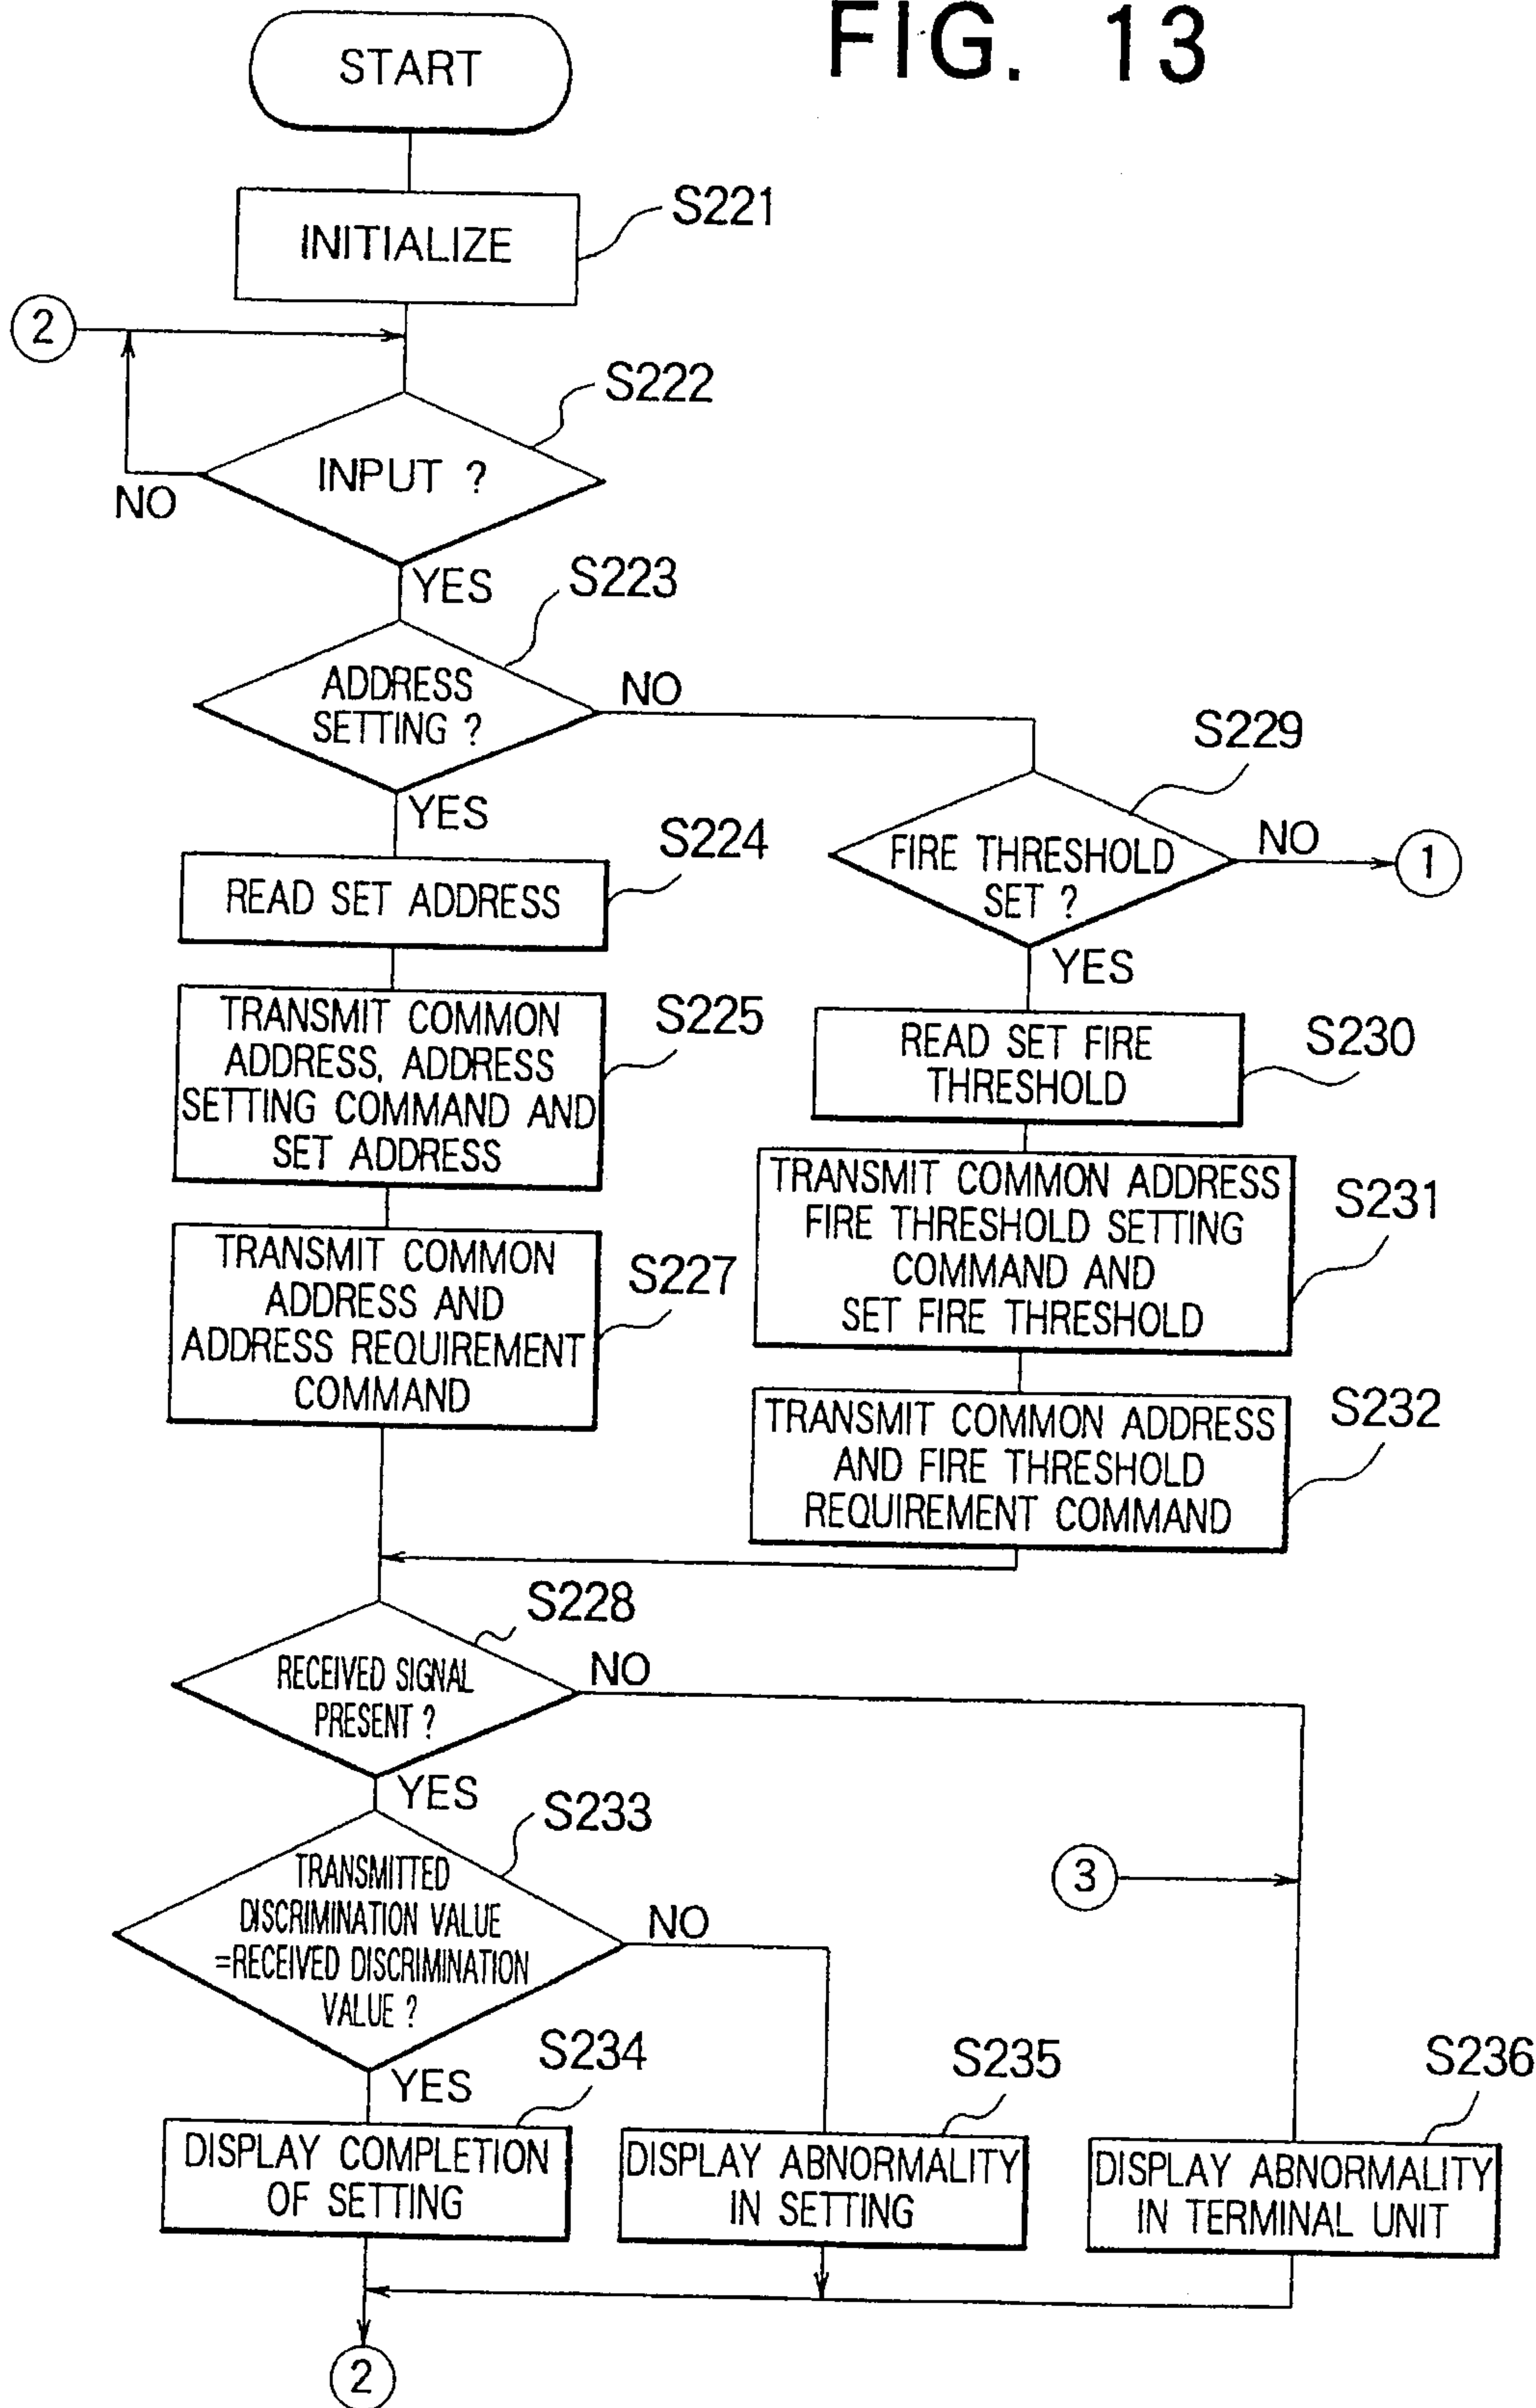 FIG. 13
START
INITIALIZE
S221
2
S222
INPUT ?
NO
YES
S223
ADDRESS
SETTING ?
NO
YES
S229
FIRE THRESHOLD
SET ?
NO
1
YES
S224
READ SET ADDRESS
S225
TRANSMIT COMMON
ADDRESS, ADDRESS
SETTING COMMAND AND
SET ADDRESS
S230
READ SET FIRE
THRESHOLD
S227
TRANSMIT COMMON
ADDRESS AND
ADDRESS REQUIREMENT
COMMAND
S231
TRANSMIT COMMON ADDRESS
FIRE THRESHOLD SETTING
COMMAND AND
SET FIRE THRESHOLD
S232
TRANSMIT COMMON ADDRESS
AND FIRE THRESHOLD
REQUIREMENT COMMAND
S228
RECEIVED SIGNAL
PRESENT ?
NO
YES
S233
TRANSMITTED
DISCRIMINATION VALUE
=RECEIVED DISCRIMINATION
VALUE ?
NO
3
YES
S234
DISPLAY COMPLETION
OF SETTING
S235
DISPLAY ABNORMALITY
IN SETTING
S236
DISPLAY ABNORMALITY
IN TERMINAL UNIT
2